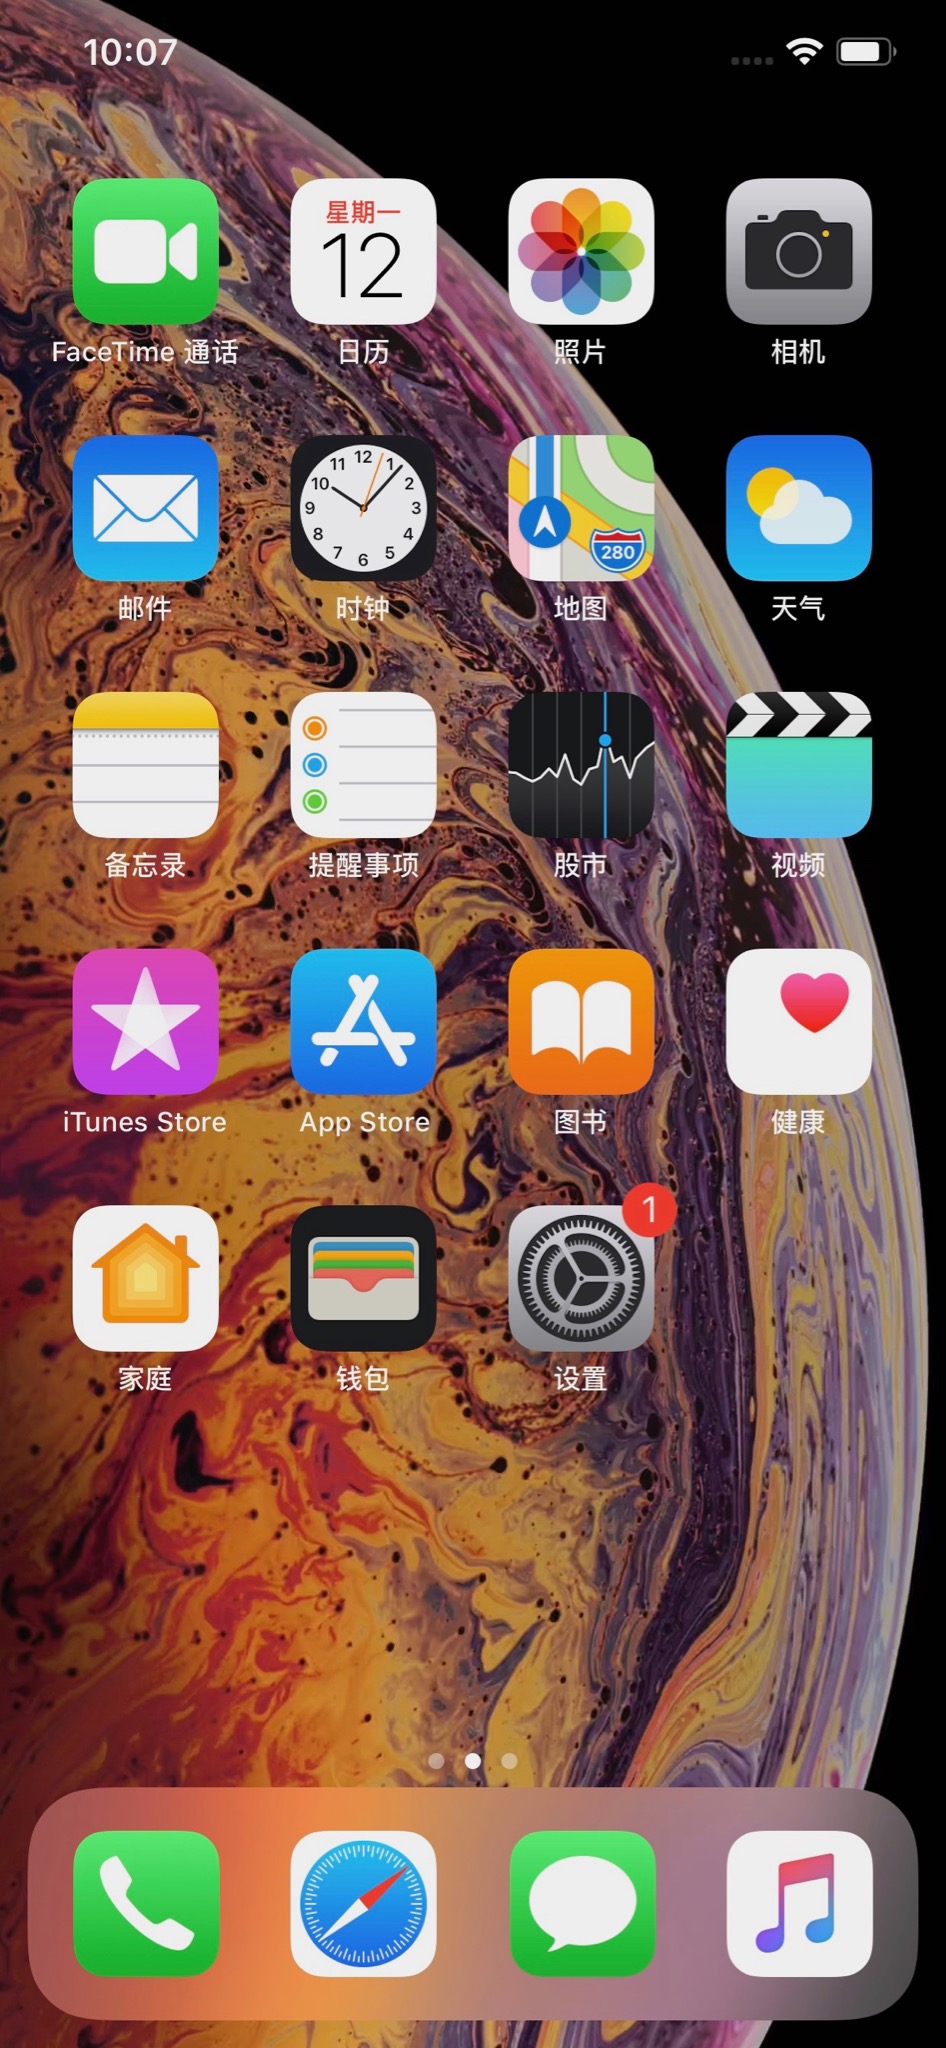 10:07
星期一
12
FaceTime 通话
日历
照片
相机
12
11
1
10
2
9
3
8
4
7
5
6
280
邮件
时钟
地图
天气
备忘录
提醒事项
股市
视频
iTunes Store
App Store
图书
健康
1
家庭
钱包
设置